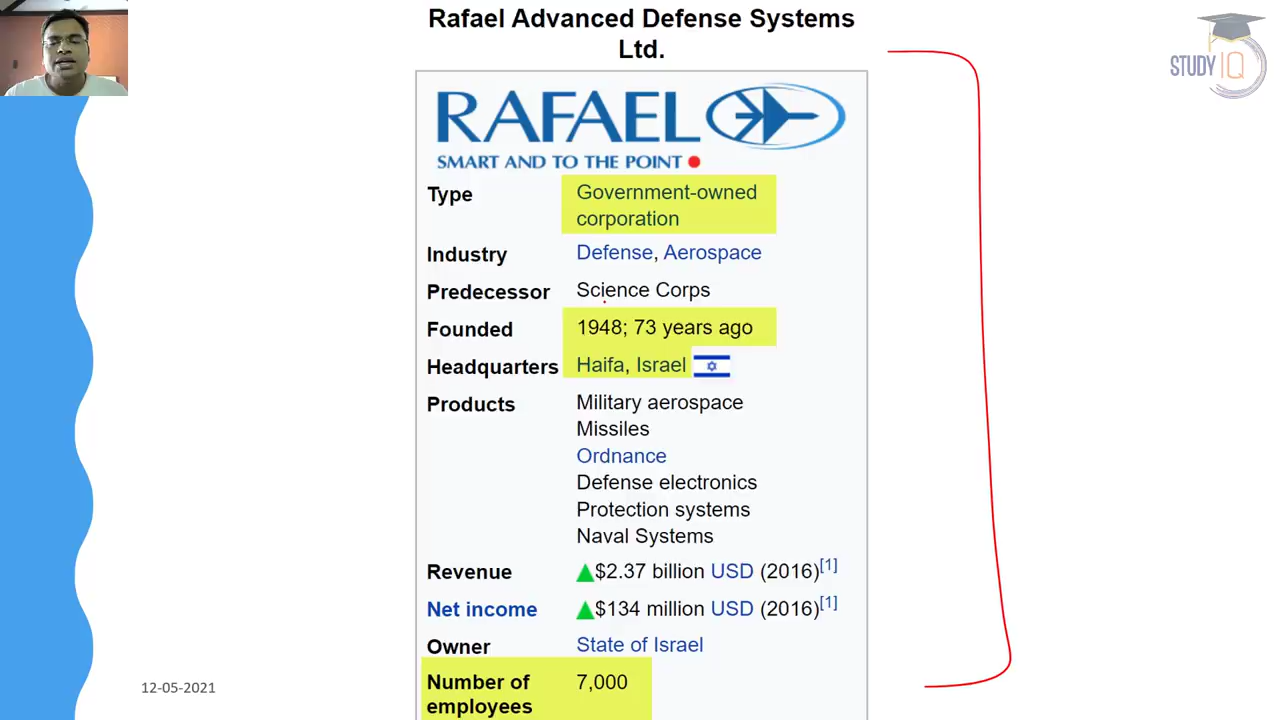 Rafael Advanced Defense Systems
Ltd.
STUDY IQ
RAFAEL
SMART AND TO THE POINT
Type Government-owned
corporation
Industry Defense, Aerospace
Predecessor Science Corps
Founded 1948; 73 years ago
Headquarters Haifa, Israel
Products Military aerospace
Missiles
Ordnance
Defense electronics
Protection systems
Naval Systems
Revenue ▲$2.37 billion USD (2016)[1]
Net income ▲$134 million USD (2016)[1]
Owner State of Israel
Number of 7,000
employees
12-05-2021